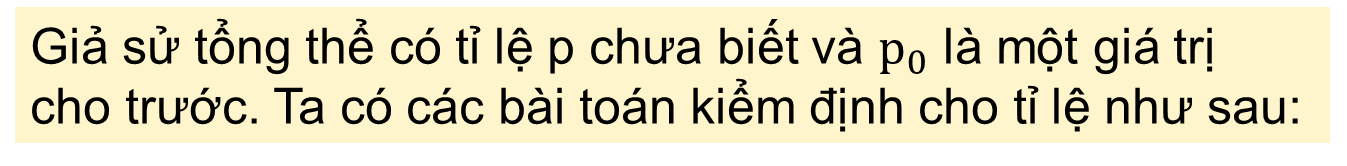 Giả sử tổng thể có tỉ lệ p chưa biết và p₀ là một giá trị
cho trước. Ta có các bài toán kiểm định cho tỉ lệ như sau: